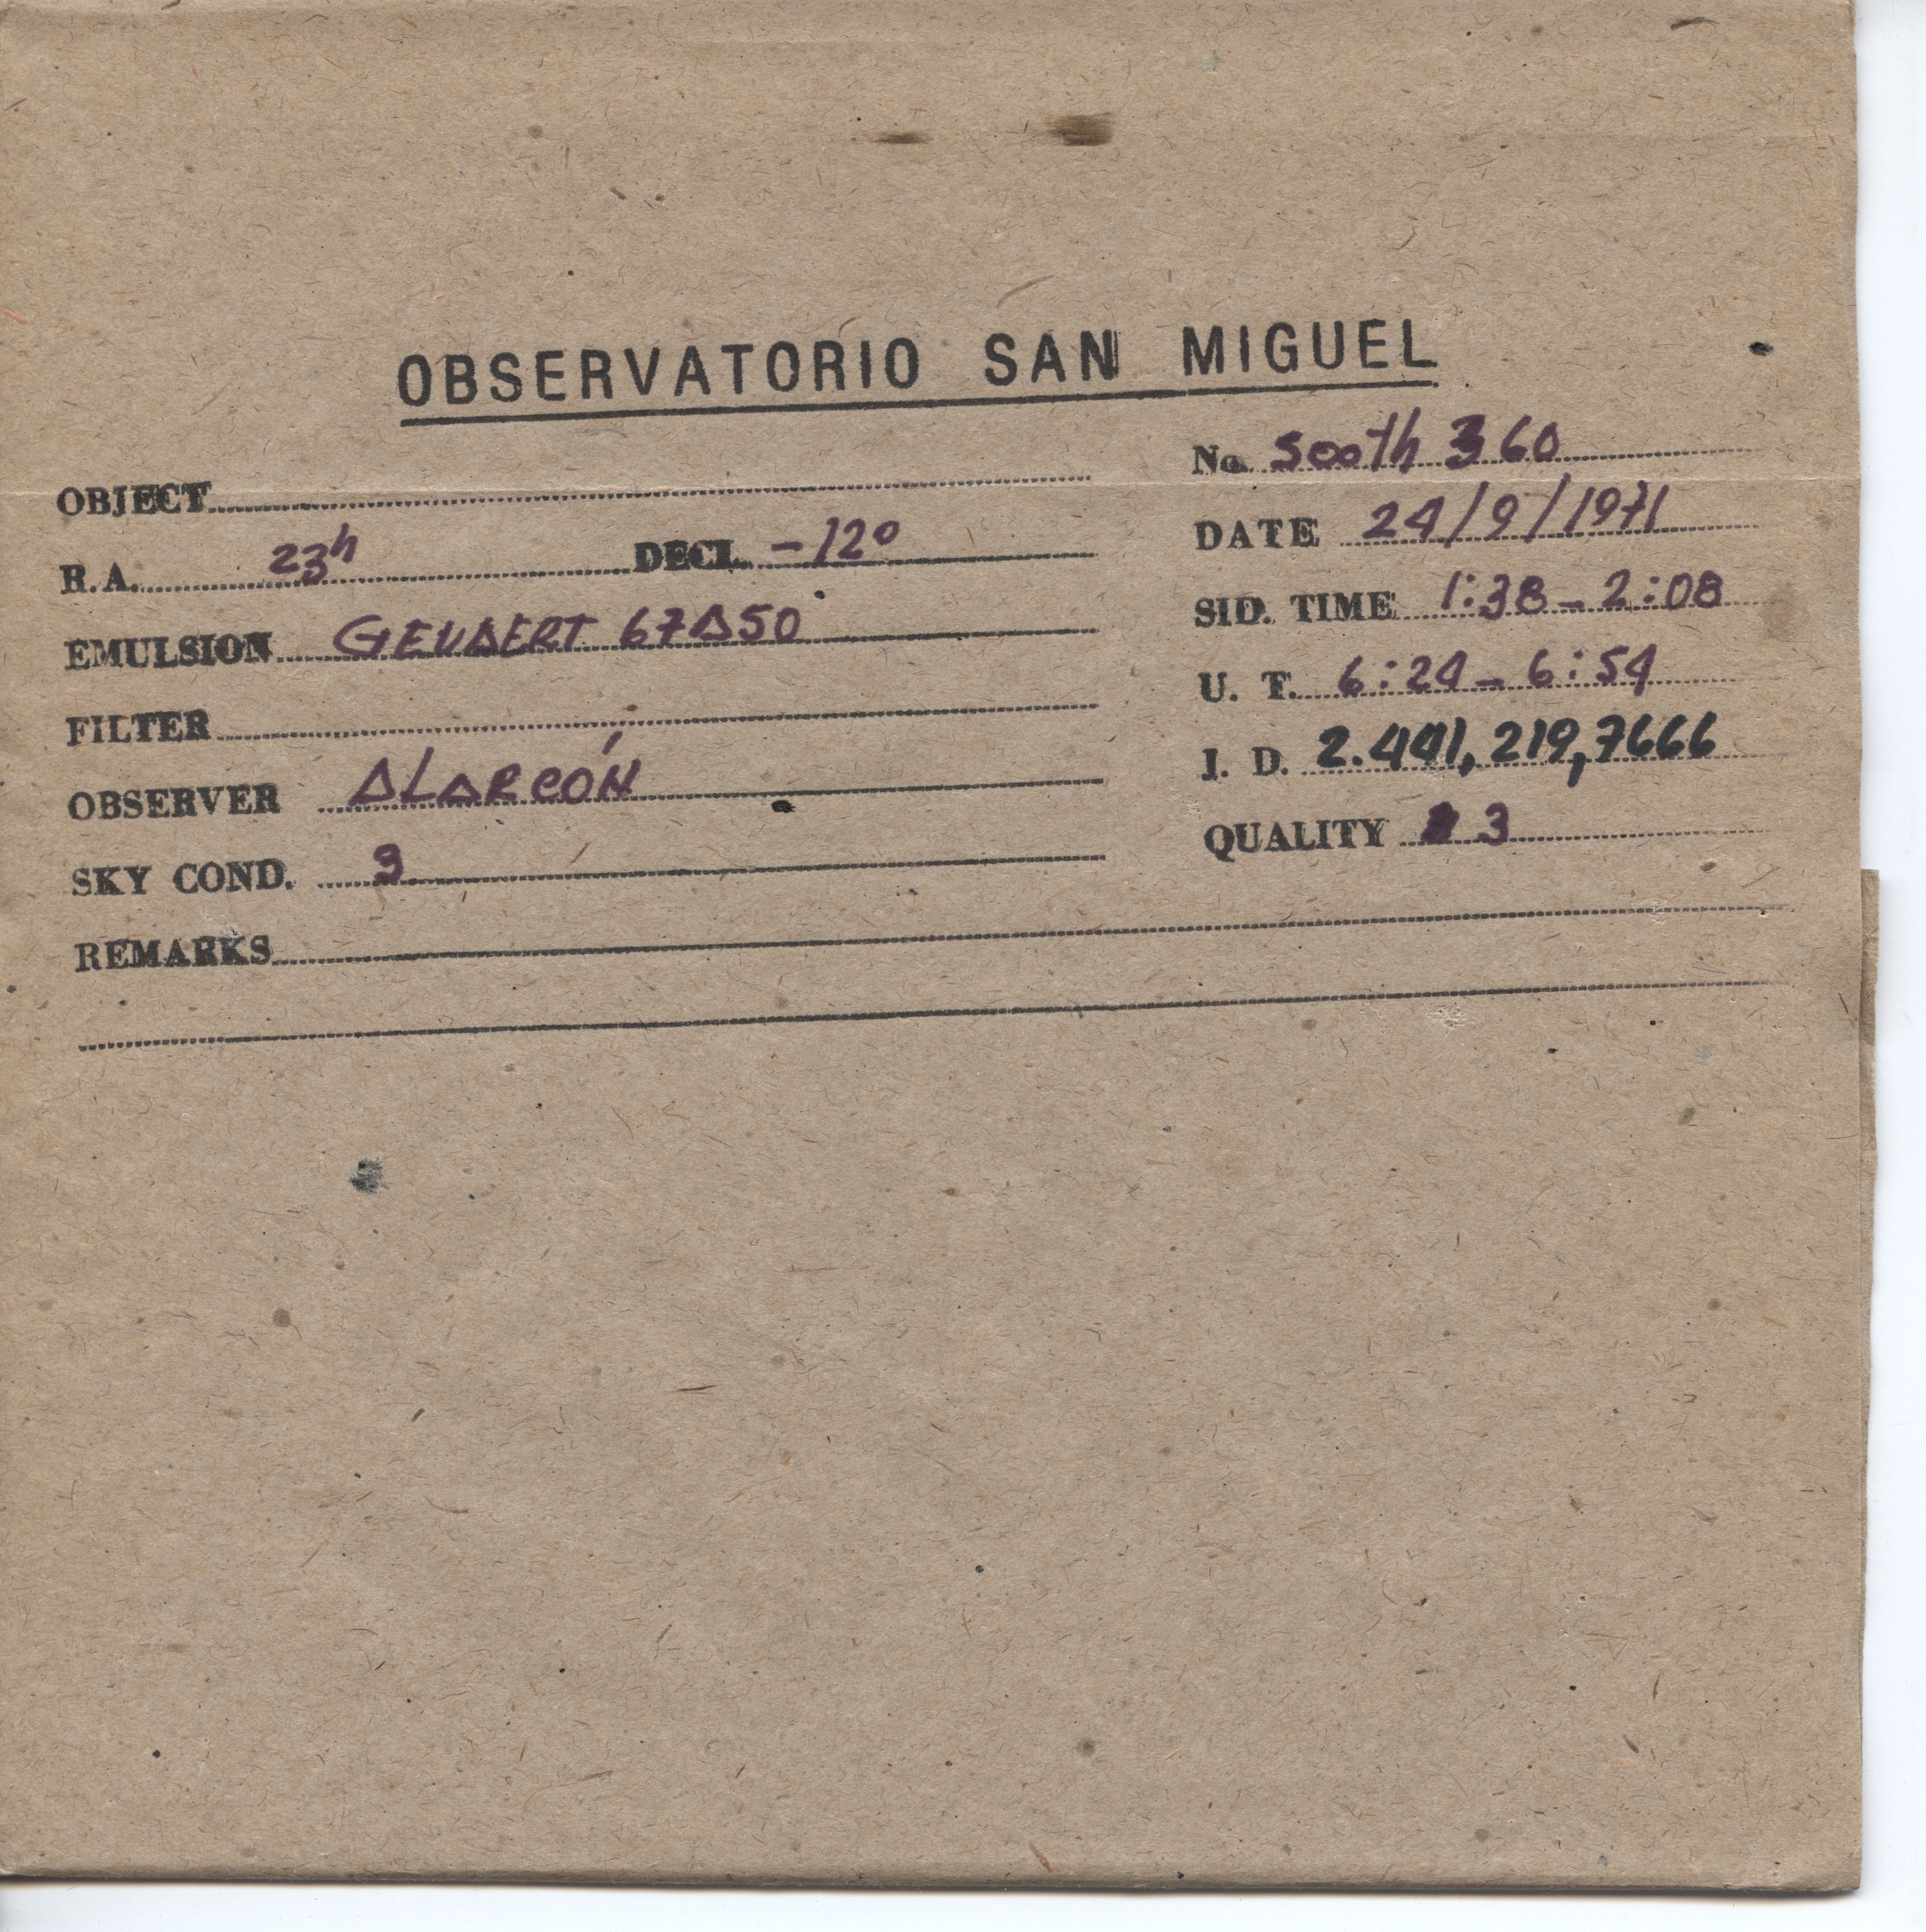 OBSERVATORIO SAN MIGUEL
No. South 360
OBJECT
DATE 24/9/1971
R.A. 23h DECL. -12°
SID. TIME 1:38 - 2:08
EMULSION GEVAERT 67A50
U. T. 6:24 - 6:54
FILTER
J. D. 2.441,219,7666
OBSERVER ALARCÓN
QUALITY 3
SKY COND. 3
REMARKS